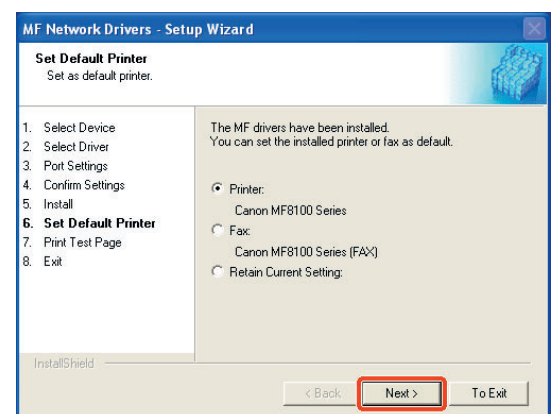 MF Network Drivers - Setup Wizard
Set Default Printer
Set as default printer.
1. Select Device
2. Select Driver
3. Port Settings
4. Confirm Settings
5. Install
6. Set Default Printer
7. Print Test Page
8. Exit
The MF drivers have been installed.
You can set the installed printer or fax as default.
Printer:
Canon MF8100 Series
Fax:
Canon MF8100 Series (FAX)
Retain Current Setting:
InstallShield
< Back
Next >
To Exit